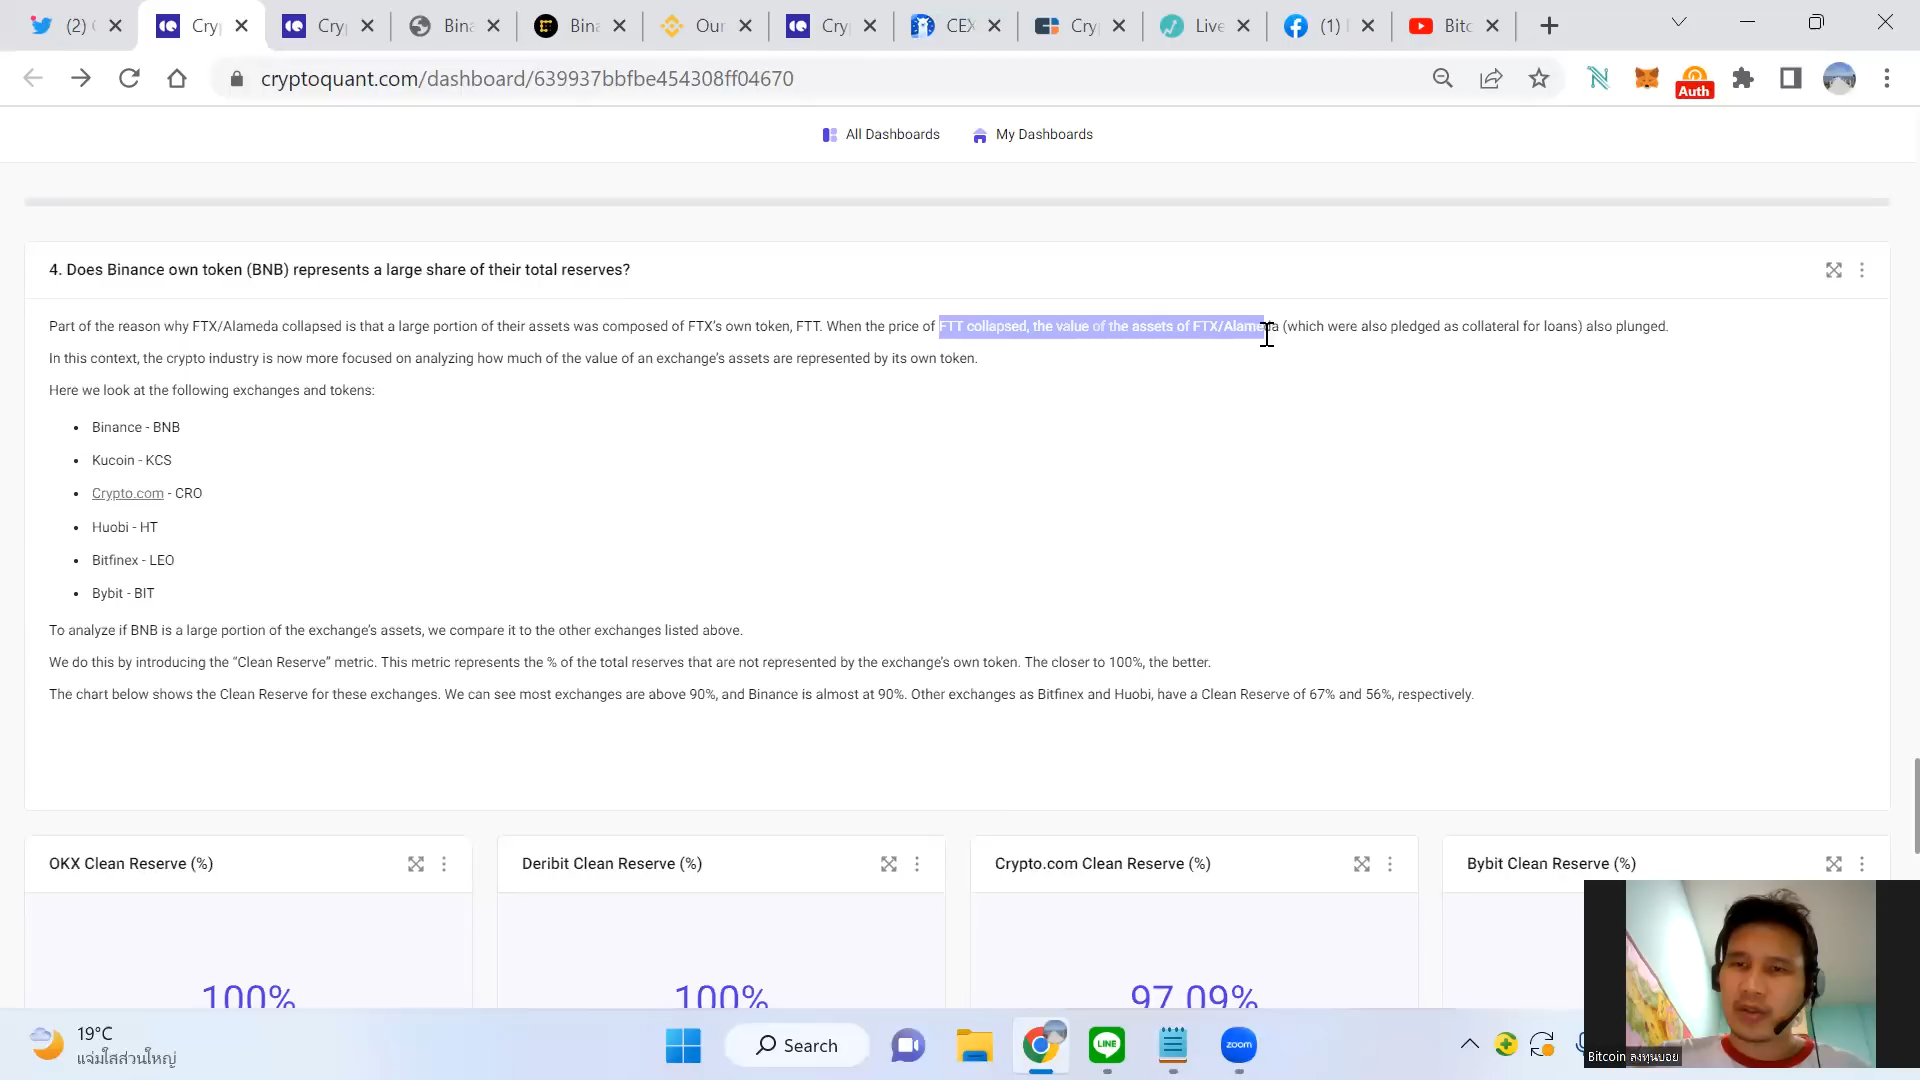 (2)
Cry
Cry
Bina
Bina
Our
Cry
CEX
Cry
Live
(1)
Bitc
cryptoquant.com/dashboard/639937bbfbe454308ff04670
Auth
All Dashboards
My Dashboards
4. Does Binance own token (BNB) represents a large share of their total reserves?
Part of the reason why FTX/Alameda collapsed is that a large portion of their assets was composed of FTX's own token, FTT. When the price of FTT collapsed, the value of the assets of FTX/Alameda (which were also pledged as collateral for loans) also plunged.
In this context, the crypto industry is now more focused on analyzing how much of the value of an exchange's assets are represented by its own token.
Here we look at the following exchanges and tokens:
• Binance - BNB
• Kucoin - KCS
• Crypto.com - CRO
• Huobi - HT
• Bitfinex - LEO
• Bybit - BIT
To analyze if BNB is a large portion of the exchange's assets, we compare it to the other exchanges listed above.
We do this by introducing the “Clean Reserve” metric. This metric represents the % of the total reserves that are not represented by the exchange's own token. The closer to 100%, the better.
The chart below shows the Clean Reserve for these exchanges. We can see most exchanges are above 90%, and Binance is almost at 90%. Other exchanges as Bitfinex and Huobi, have a Clean Reserve of 67% and 56%, respectively.
OKX Clean Reserve (%)
Deribit Clean Reserve (%)
Crypto.com Clean Reserve (%)
Bybit Clean Reserve (%)
100%
100%
97.09%
19°C
แจ่มใสส่วนใหญ่
Search
LINE
zoom
Bitcoin ลงทุนบอย